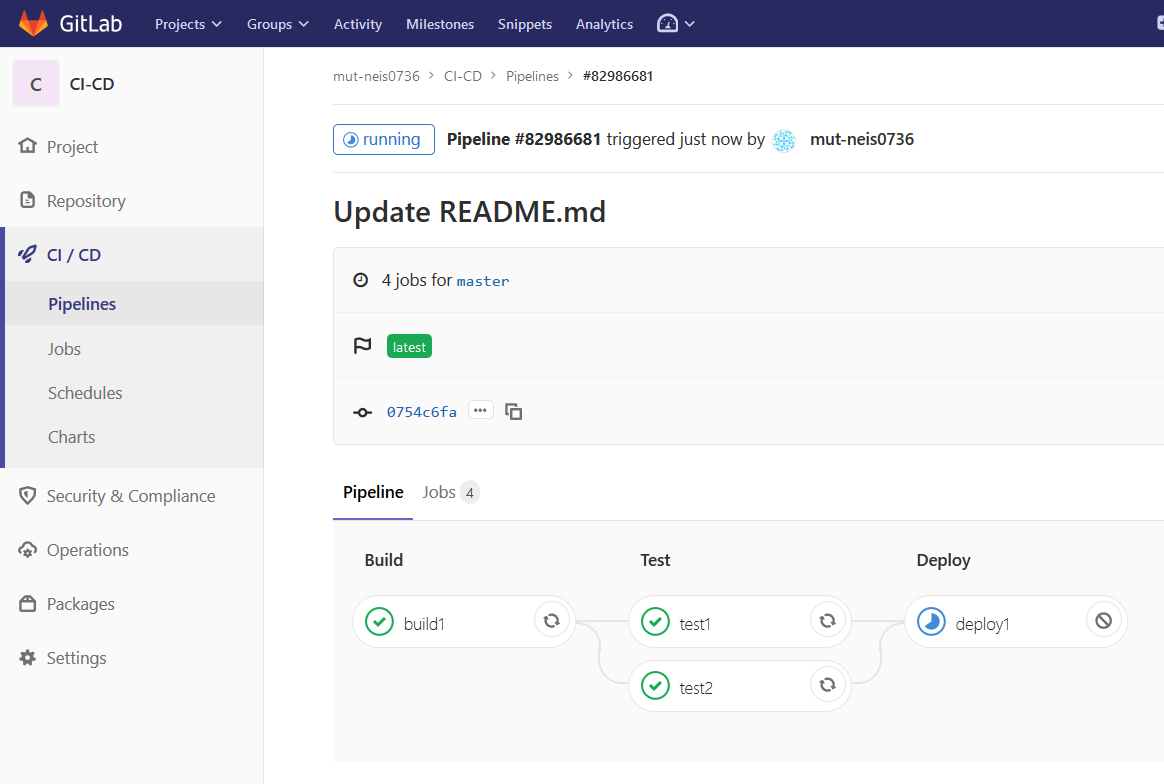 GitLab Projects Groups Activity Milestones Snippets Analytics
C CI-CD
Project
Repository
CI / CD
Pipelines
Jobs
Schedules
Charts
Security & Compliance
Operations
Packages
Settings
mut-neis0736 > CI-CD > Pipelines > #82986681
running Pipeline #82986681 triggered just now by mut-neis0736
Update README.md
4 jobs for master
latest
0754c6fa ...
Pipeline Jobs 4
Build Test Deploy
build1 test1 deploy1
test2